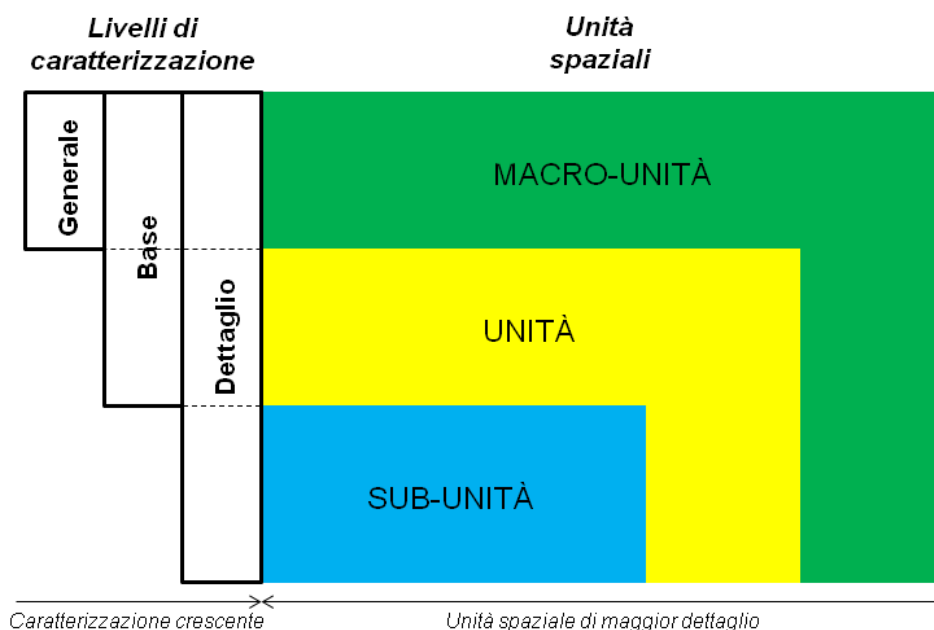 Livelli di
caratterizzazione
Unità
spaziali
Generale
Base
Dettaglio
MACRO-UNITÀ
UNITÀ
SUB-UNITÀ
Caratterizzazione crescente
Unità spaziale di maggior dettaglio